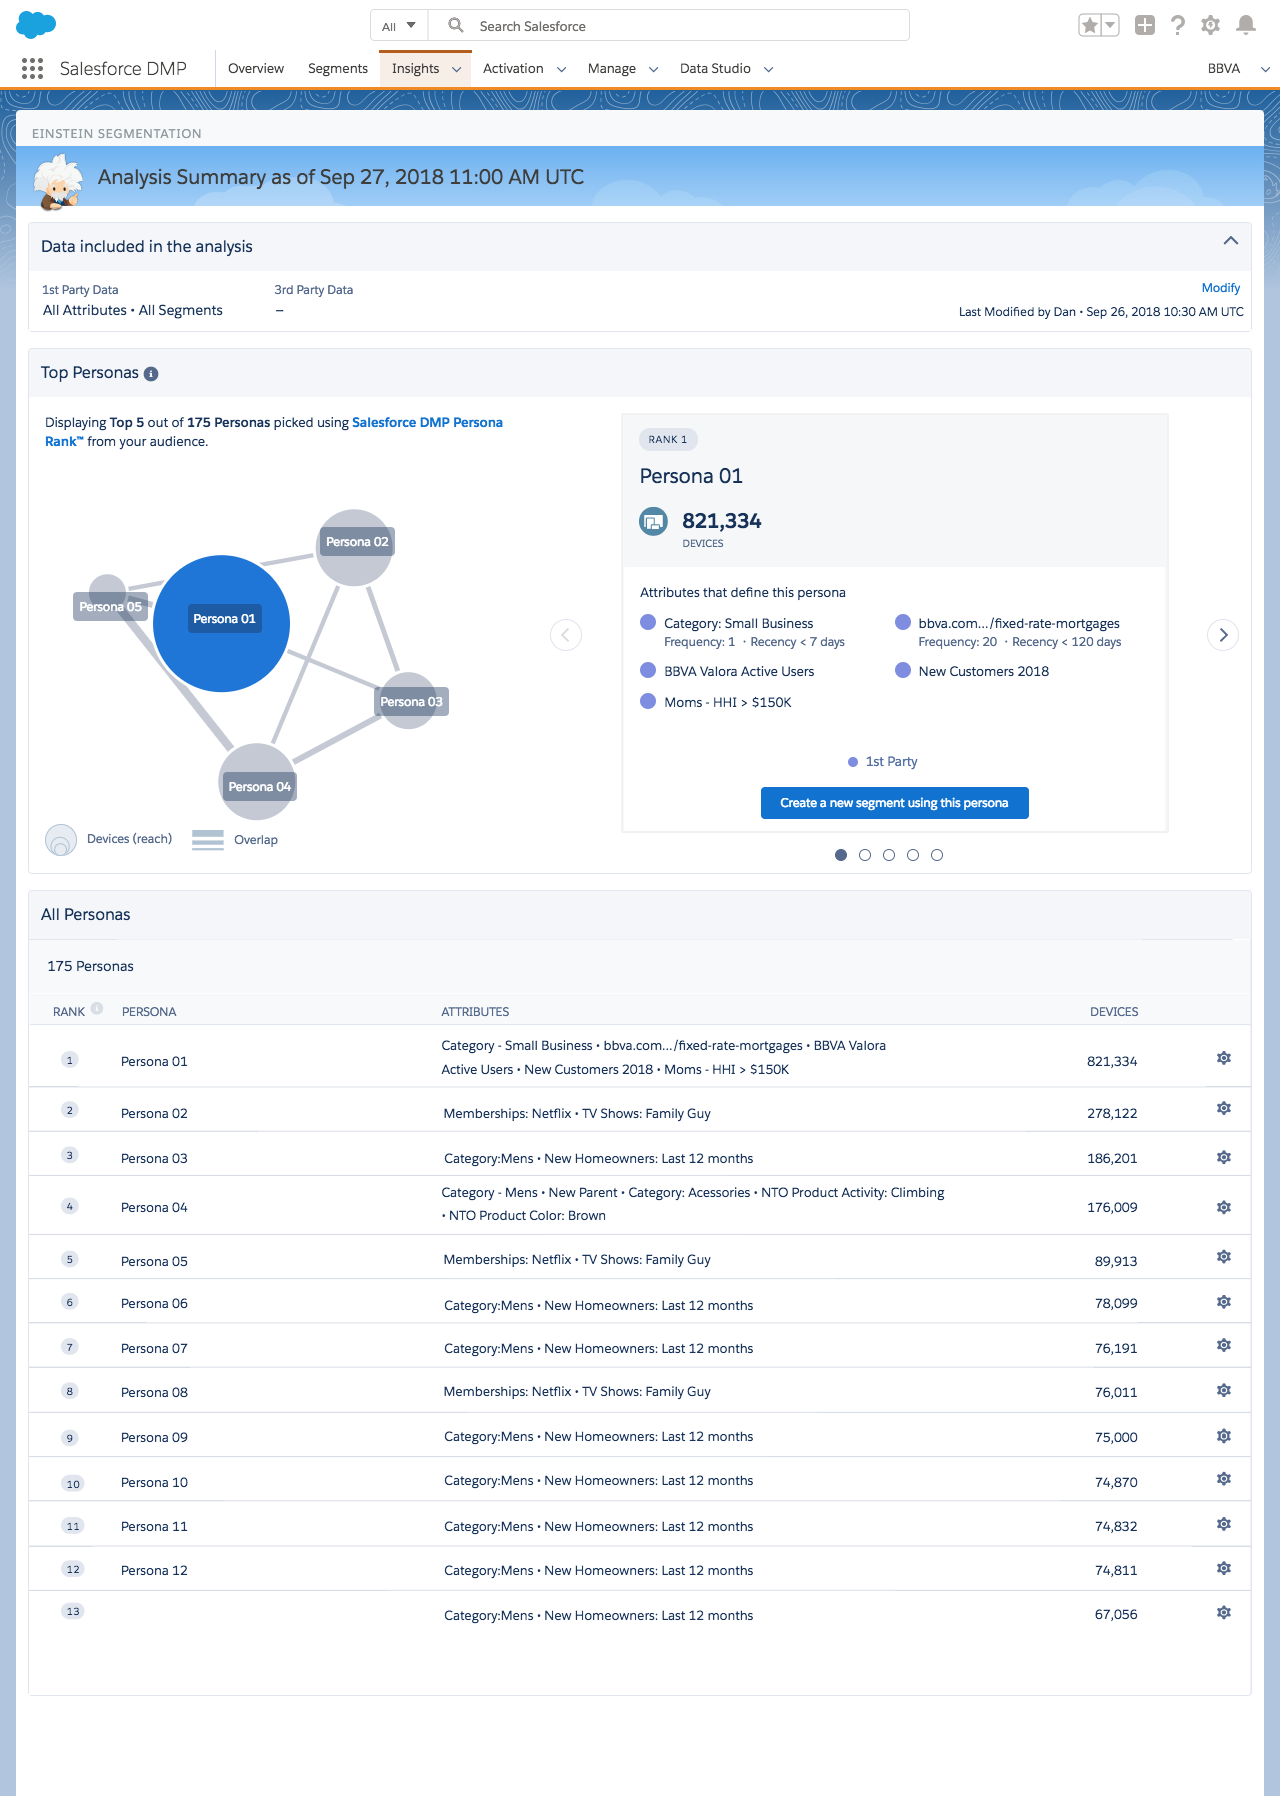 All
Search Salesforce
Salesforce DMP
Overview
Segments
Insights
Activation
Manage
Data Studio
BBVA
EINSTEIN SEGMENTATION
Analysis Summary as of Sep 27, 2018 11:00 AM UTC
Data included in the analysis
1st Party Data
3rd Party Data
Modify
All Attributes • All Segments
–
Last Modified by Dan • Sep 26, 2018 10:30 AM UTC
Top Personas
Displaying Top 5 out of 175 Personas picked using Salesforce DMP Persona
Rank™ from your audience.
Persona 02
Persona 05
Persona 01
Persona 03
Persona 04
Devices (reach)
Overlap
RANK 1
Persona 01
821,334
DEVICES
Attributes that define this persona
Category: Small Business
Frequency: 1 · Recency < 7 days
bbva.com.../fixed-rate-mortgages
Frequency: 20 · Recency < 120 days
BBVA Valora Active Users
New Customers 2018
Moms - HHI > $150K
1st Party
Create a new segment using this persona
All Personas
175 Personas
RANK
PERSONA
ATTRIBUTES
DEVICES
1
Persona 01
Category - Small Business • bbva.com.../fixed-rate-mortgages • BBVA Valora
Active Users • New Customers 2018 • Moms - HHI > $150K
821,334
2
Persona 02
Memberships: Netflix • TV Shows: Family Guy
278,122
3
Persona 03
Category:Mens • New Homeowners: Last 12 months
186,201
4
Persona 04
Category - Mens • New Parent • Category: Acessories • NTO Product Activity: Climbing
• NTO Product Color: Brown
176,009
5
Persona 05
Memberships: Netflix • TV Shows: Family Guy
89,913
6
Persona 06
Category:Mens • New Homeowners: Last 12 months
78,099
7
Persona 07
Category:Mens • New Homeowners: Last 12 months
76,191
8
Persona 08
Memberships: Netflix • TV Shows: Family Guy
76,011
9
Persona 09
Category:Mens • New Homeowners: Last 12 months
75,000
10
Persona 10
Category:Mens • New Homeowners: Last 12 months
74,870
11
Persona 11
Category:Mens • New Homeowners: Last 12 months
74,832
12
Persona 12
Category:Mens • New Homeowners: Last 12 months
74,811
13
Category:Mens • New Homeowners: Last 12 months
67,056